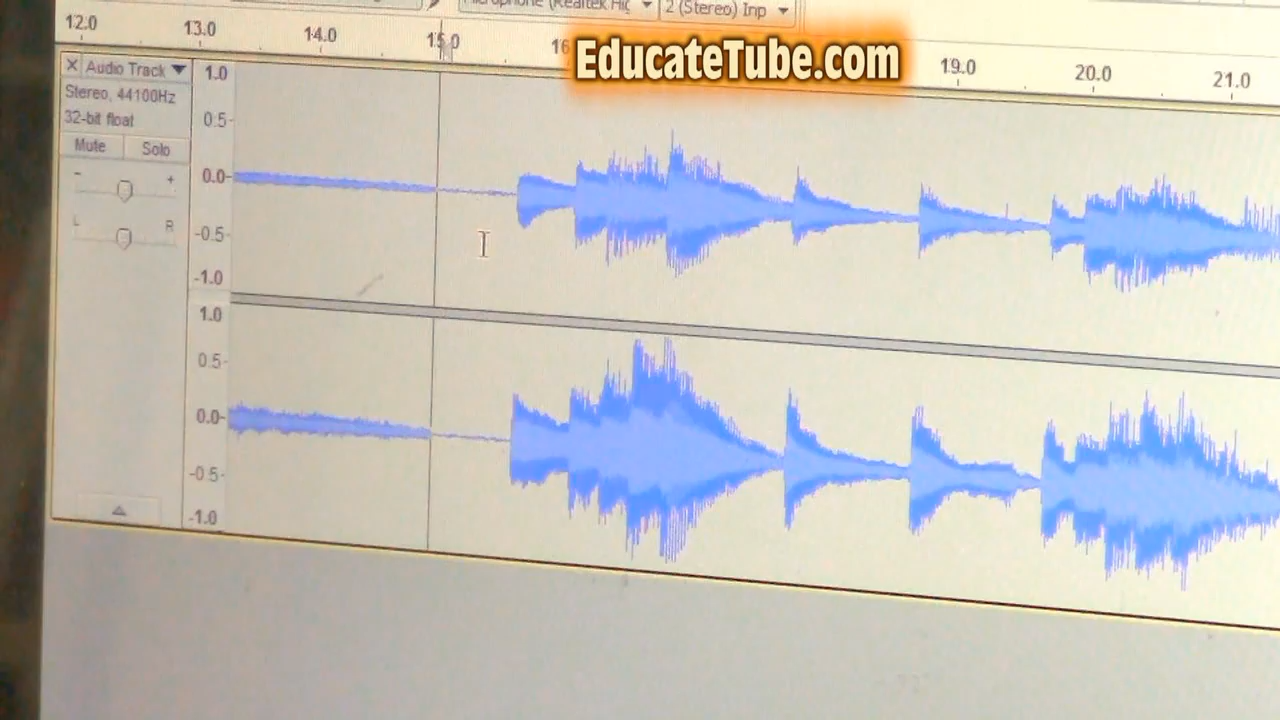 2 (Stereo) Inp
12.0 13.0 14.0 15.0 16 19.0 20.0 21.0
EducateTube.com
× Audio Track
Stereo, 44100Hz
32-bit float
Mute Solo
- +
L R
1.0
0.5-
0.0-
-0.5-
-1.0
1.0
0.5-
0.0-
-0.5-
-1.0